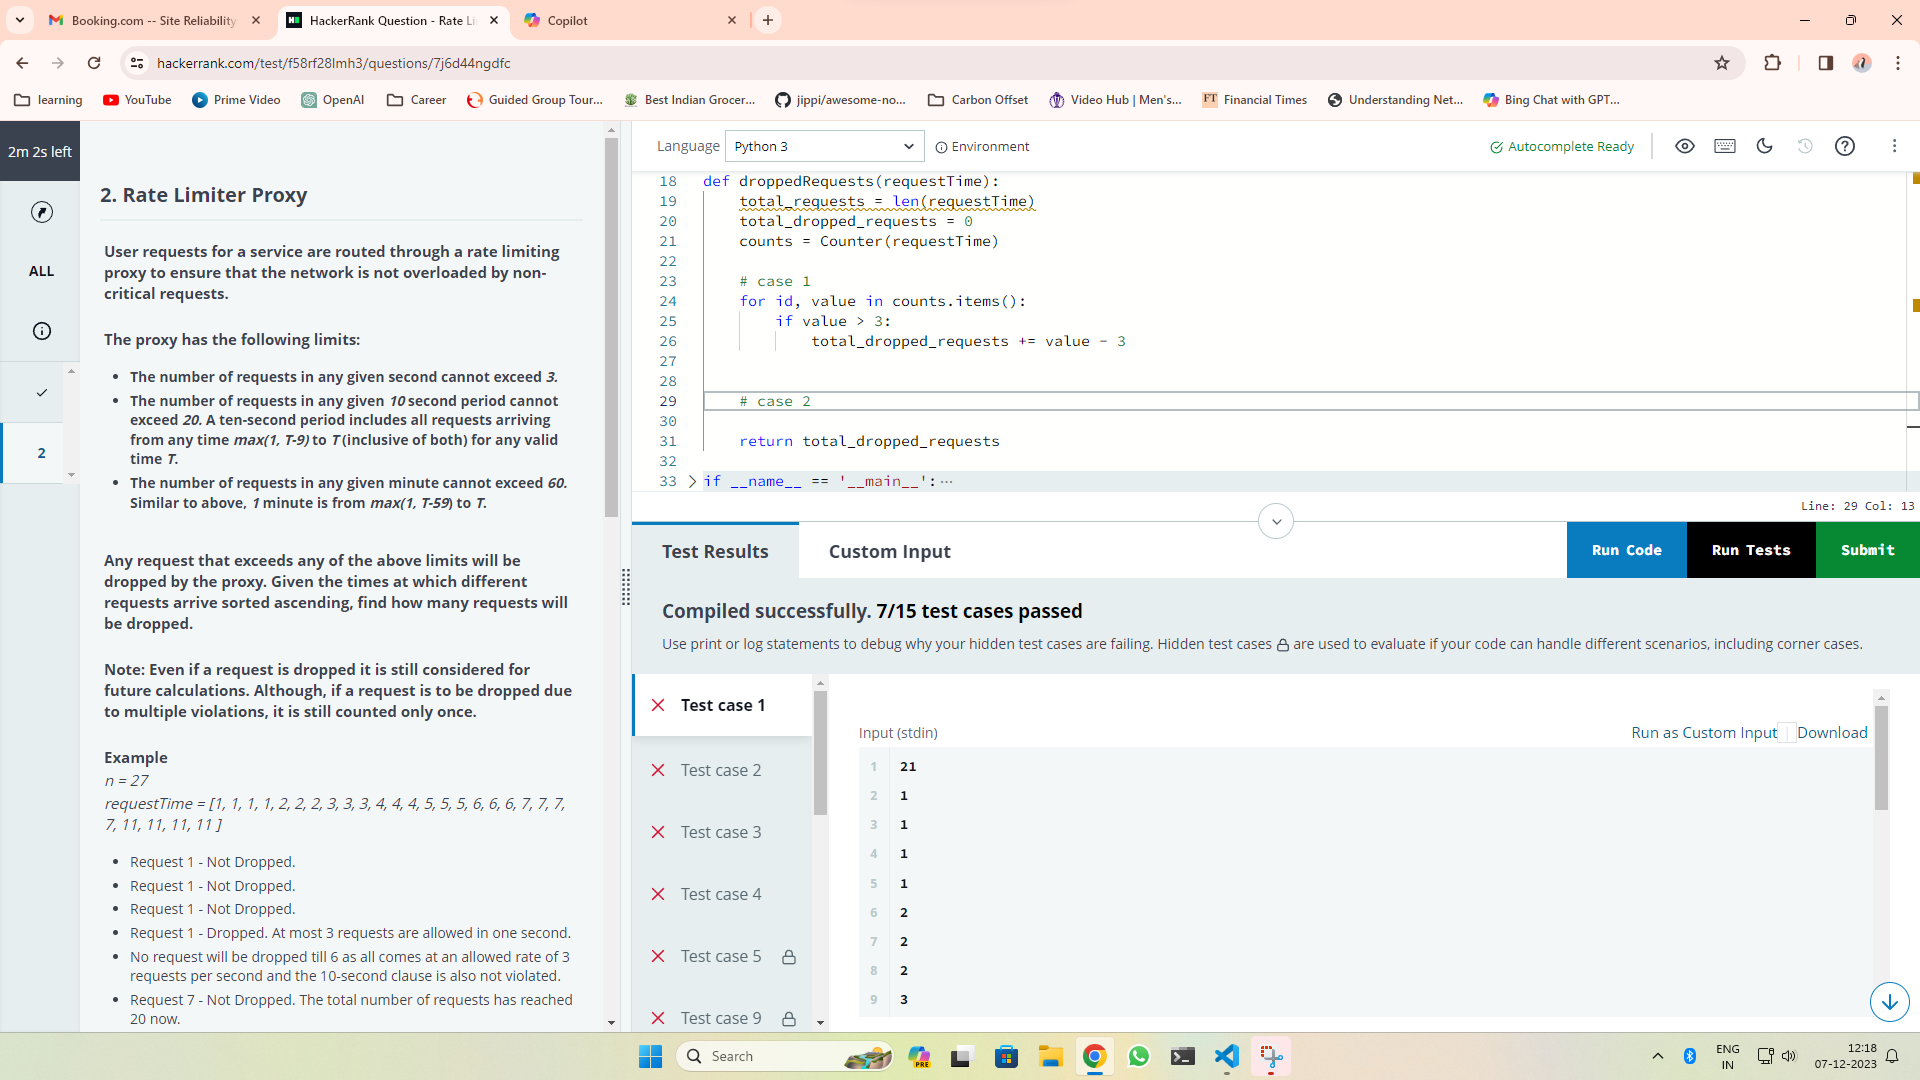 Booking.com -- Site Reliability
HackerRank Question - Rate Li
Copilot
hackerrank.com/test/f58rf28lmh3/questions/7j6d44ngdfc
learning
YouTube
Prime Video
OpenAI
Career
Guided Group Tour...
Best Indian Grocer...
jippi/awesome-no...
Carbon Offset
Video Hub | Men's...
FT Financial Times
Understanding Net...
Bing Chat with GPT...
2m 2s left
ALL
2
2. Rate Limiter Proxy
User requests for a service are routed through a rate limiting
proxy to ensure that the network is not overloaded by non-
critical requests.
The proxy has the following limits:
• The number of requests in any given second cannot exceed 3.
• The number of requests in any given 10 second period cannot
exceed 20. A ten-second period includes all requests arriving
from any time max(1, T-9) to T (inclusive of both) for any valid
time T.
• The number of requests in any given minute cannot exceed 60.
Similar to above, 1 minute is from max(1, T-59) to T.
Any request that exceeds any of the above limits will be
dropped by the proxy. Given the times at which different
requests arrive sorted ascending, find how many requests will
be dropped.
Note: Even if a request is dropped it is still considered for
future calculations. Although, if a request is to be dropped due
to multiple violations, it is still counted only once.
Example
n = 27
requestTime = [1, 1, 1, 1, 2, 2, 2, 3, 3, 3, 4, 4, 4, 5, 5, 5, 6, 6, 6, 7, 7, 7,
7, 11, 11, 11, 11 ]
• Request 1 - Not Dropped.
• Request 1 - Not Dropped.
• Request 1 - Not Dropped.
• Request 1 - Dropped. At most 3 requests are allowed in one second.
• No request will be dropped till 6 as all comes at an allowed rate of 3
requests per second and the 10-second clause is also not violated.
• Request 7 - Not Dropped. The total number of requests has reached
20 now.
Language Python 3
Environment
Autocomplete Ready
18 def droppedRequests(requestTime):
19 total_requests = len(requestTime)
20 total_dropped_requests = 0
21 counts = Counter(requestTime)
22
23 # case 1
24 for id, value in counts.items():
25 if value > 3:
26 total_dropped_requests += value - 3
27
28
29 # case 2
30
31 return total_dropped_requests
32
33 if __name__ == '__main__': ...
Line: 29 Col: 13
Test Results
Custom Input
Run Code
Run Tests
Submit
Compiled successfully. 7/15 test cases passed
Use print or log statements to debug why your hidden test cases are failing. Hidden test cases are used to evaluate if your code can handle different scenarios, including corner cases.
Test case 1
Test case 2
Test case 3
Test case 4
Test case 5
Test case 9
Input (stdin)
Run as Custom Input
Download
1 21
2 1
3 1
4 1
5 1
6 2
7 2
8 2
9 3
Search
PRE
ENG
IN
12:18
07-12-2023